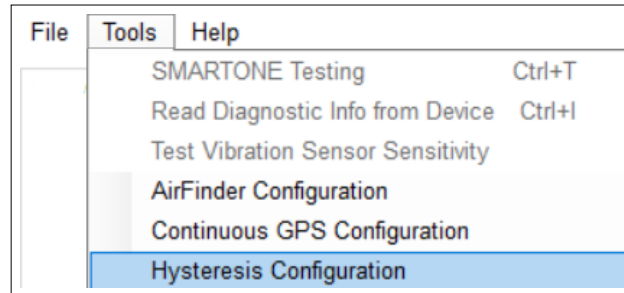 File Tools Help
SMARTONE Testing Ctrl+T
Read Diagnostic Info from Device Ctrl+I
Test Vibration Sensor Sensitivity
AirFinder Configuration
Continuous GPS Configuration
Hysteresis Configuration